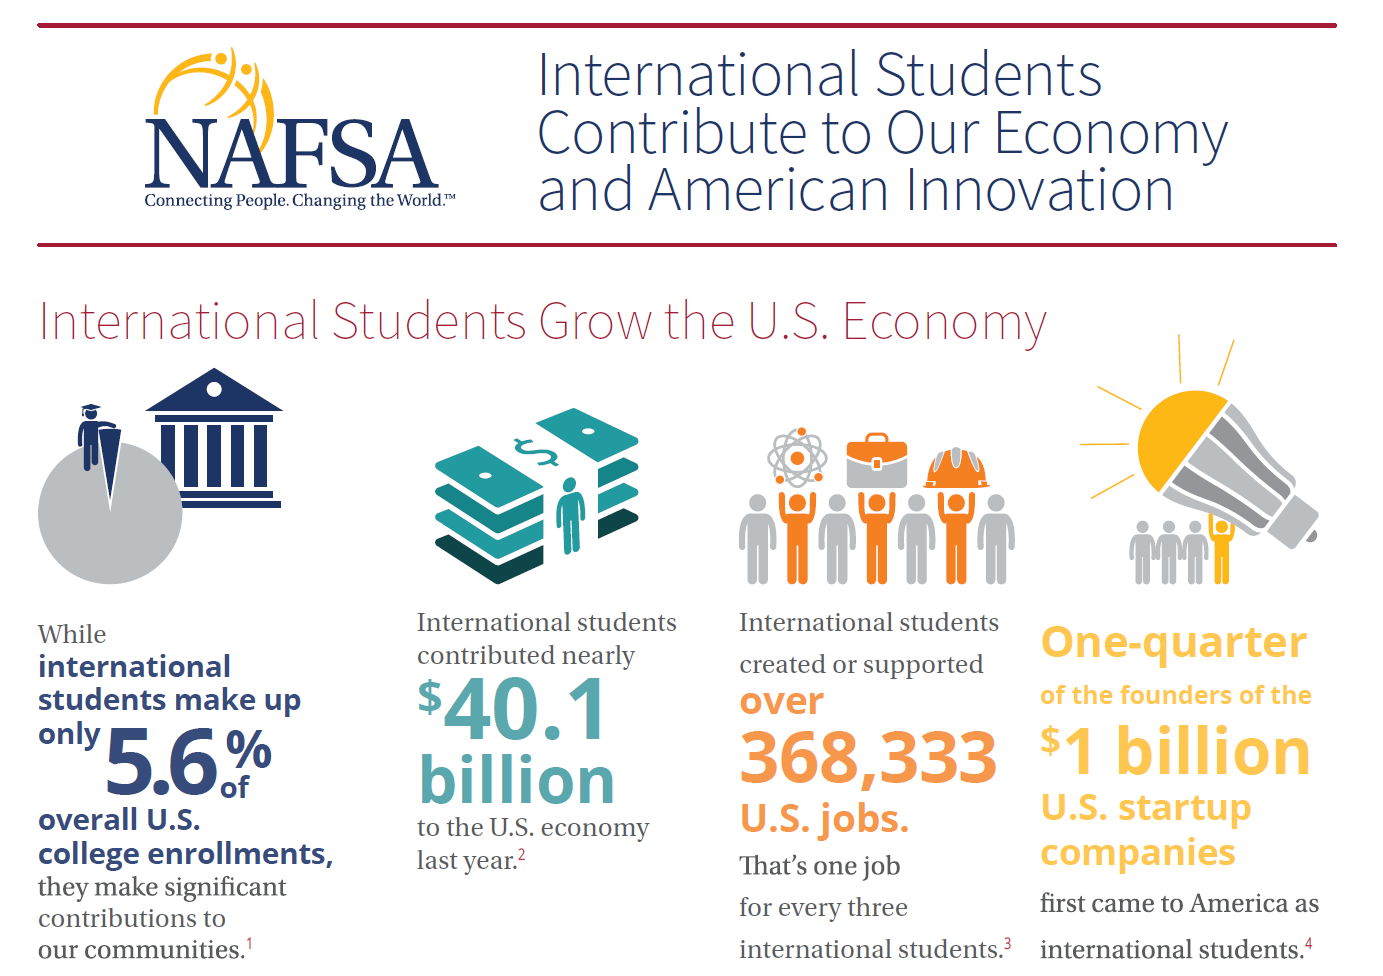 NAFSA
Connecting People. Changing the World.™
International Students
Contribute to Our Economy
and American Innovation
International Students Grow the U.S. Economy
$
While
international
students make up
only 5.6%
of
overall U.S.
college enrollments,
they make significant
contributions to
our communities.1
International students
contributed nearly
$40.1
billion
to the U.S. economy
last year.2
International students
created or supported
over
368,333
U.S. jobs.
That's one job
for every three
international students.3
One-quarter
of the founders of the
$1 billion
U.S. startup
companies
first came to America as
international students.4